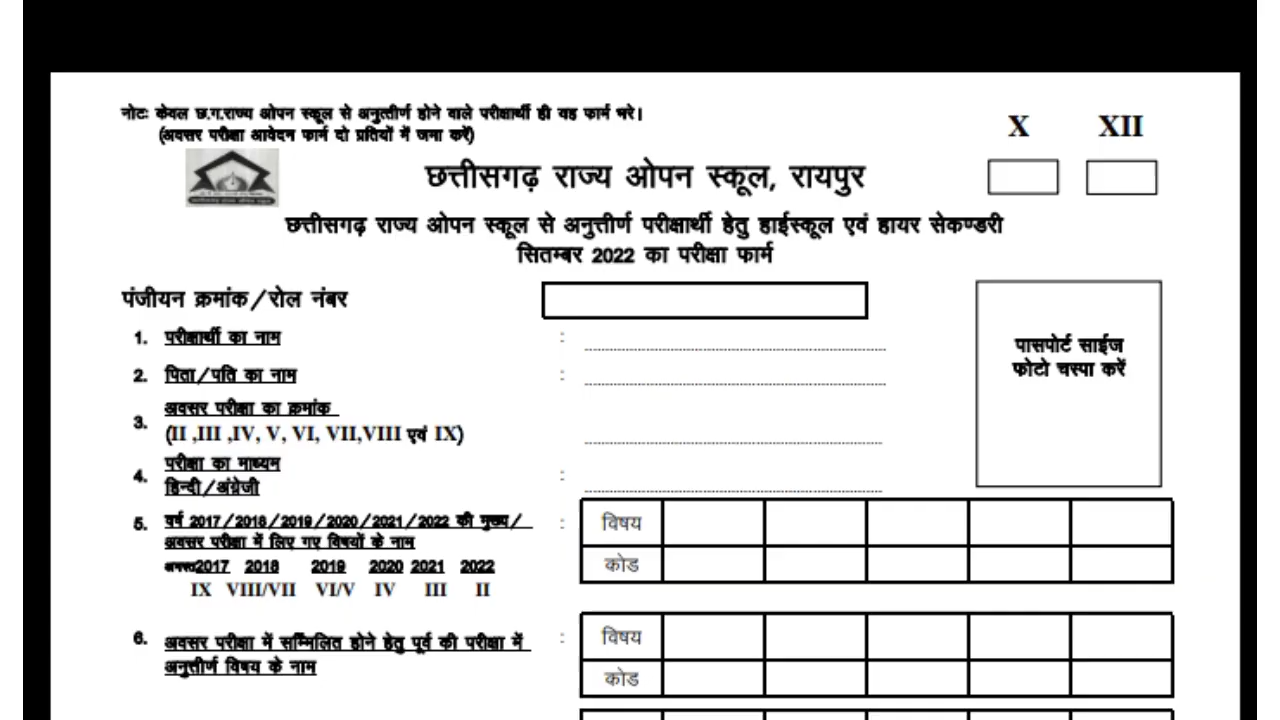 नोटः केवल छ.ग.राज्य ओपन स्कूल से अनुत्तीर्ण होने वाले परीक्षार्थी ही यह फार्म भरे।
(अवसर परीक्षा आवेदन फार्म दो प्रतियों में जमा करें)
X XII
छत्तीसगढ़ राज्य ओपन स्कूल, रायपुर
छत्तीसगढ़ राज्य ओपन स्कूल से अनुत्तीर्ण परीक्षार्थी हेतु हाईस्कूल एवं हायर सेकण्डरी
सितम्बर 2022 का परीक्षा फार्म
पंजीयन क्रमांक/रोल नंबर
पासपोर्ट साईज
फोटो चस्पा करें
1. परीक्षार्थी का नाम :
2. पिता/पति का नाम :
3. अवसर परीक्षा का क्रमांक
(II ,III ,IV, V, VI, VII,VIII एवं IX)
4. परीक्षा का माध्यम :
हिन्दी/अंग्रेजी
5. वर्ष 2017/2018/2019/2020/2021/2022 की मुख्य/ :
अवसर परीक्षा में लिए गए विषयों के नाम
अगस्त2017 2018 2019 2020 2021 2022
IX VIII/VII VI/V IV III II
विषय
कोड
6. अवसर परीक्षा में सम्मिलित होने हेतु पूर्व की परीक्षा में :
अनुत्तीर्ण विषय के नाम
विषय
कोड